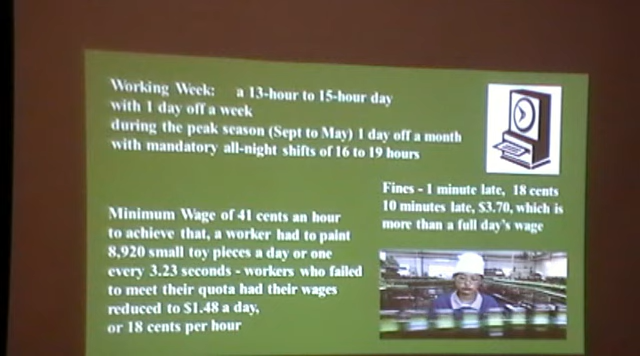 Working Week: a 13-hour to 15-hour day
with 1 day off a week
during the peak season (Sept to May) 1 day off a month
with mandatory all-night shifts of 16 to 19 hours
Fines - 1 minute late, 18 cents
10 minutes late, $3.70, which is
more than a full day's wage
Minimum Wage of 41 cents an hour
to achieve that, a worker had to paint
8,920 small toy pieces a day or one
every 3.23 seconds - workers who failed
to meet their quota had their wages
reduced to $1.48 a day,
or 18 cents per hour